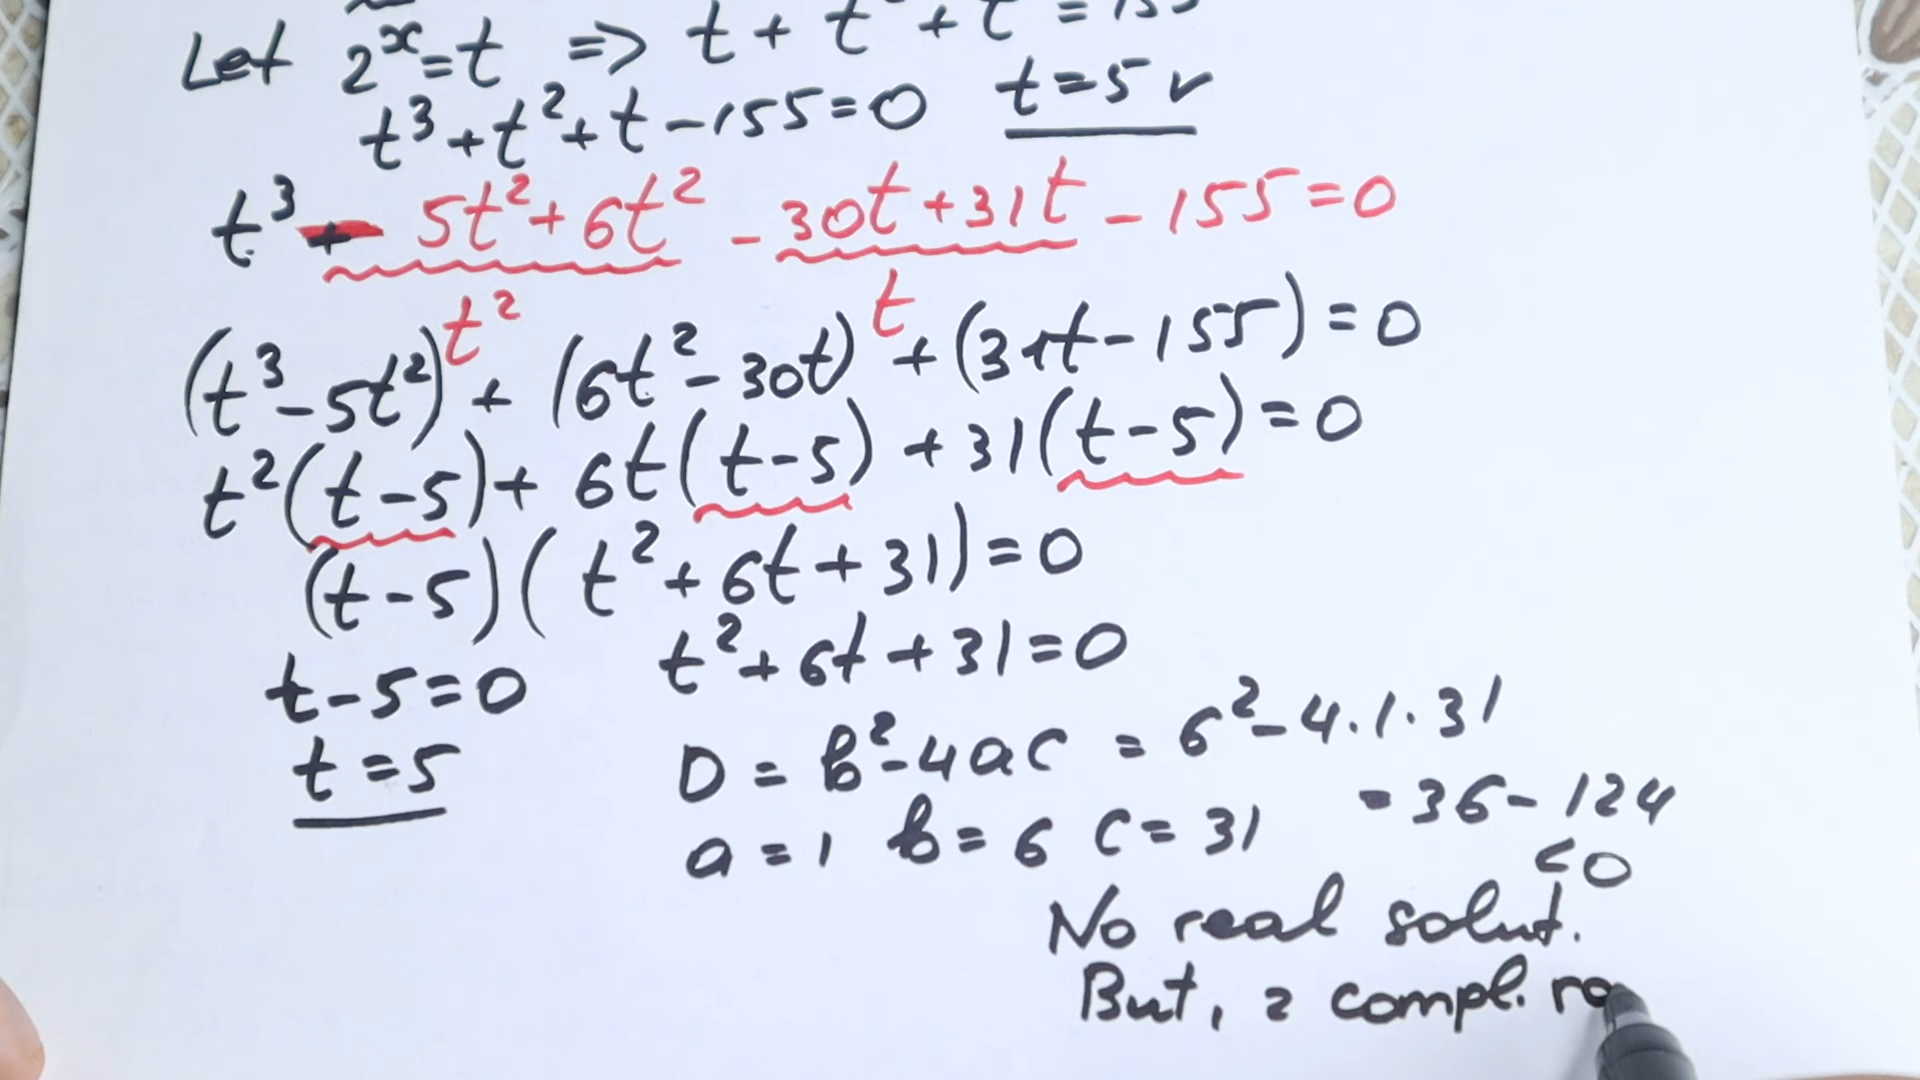 Let 2^x=t => t + t + t = 155
t³+t²+t-155=0 t=5 v
t³ - 5t²+6t² - 30t+31t - 155=0
t² t
(t³-5t²) + (6t²-30t) + (31t-155)=0
t²(t-5)+ 6t(t-5) +31(t-5)=0
(t-5)(t²+6t+31)=0
t-5=0 t²+6t+31=0
t=5 D = b²-4ac = 6²-4·1·31
a=1 b=6 c=31 =36-124
<0
No real solut.
But, 2 compl. ro